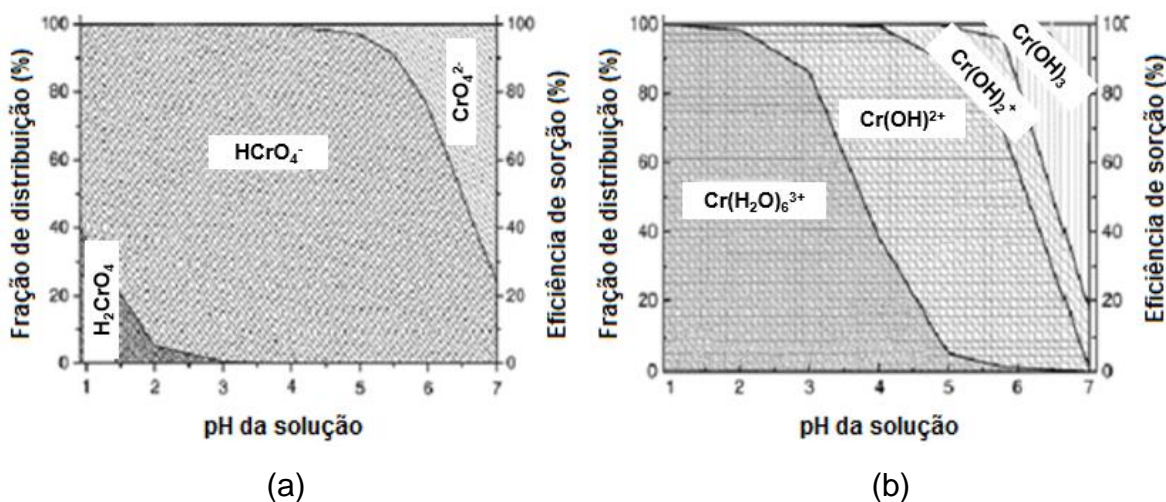 (a)
100
80
60
40
20
0
Fração de distribuição (%)
H₂CrO₄
HCrO₄⁻
CrO₄²⁻
100
80
60
40
20
0
Eficiência de sorção (%)
1 2 3 4 5 6 7
pH da solução
(a)
(b)
100
80
60
40
20
0
Fração de distribuição (%)
Cr(H₂O)₆³⁺
Cr(OH)²⁺
Cr(OH)₂⁺
Cr(OH)₃
100
80
60
40
20
0
Eficiência de sorção (%)
1 2 3 4 5 6 7
pH da solução
(b)